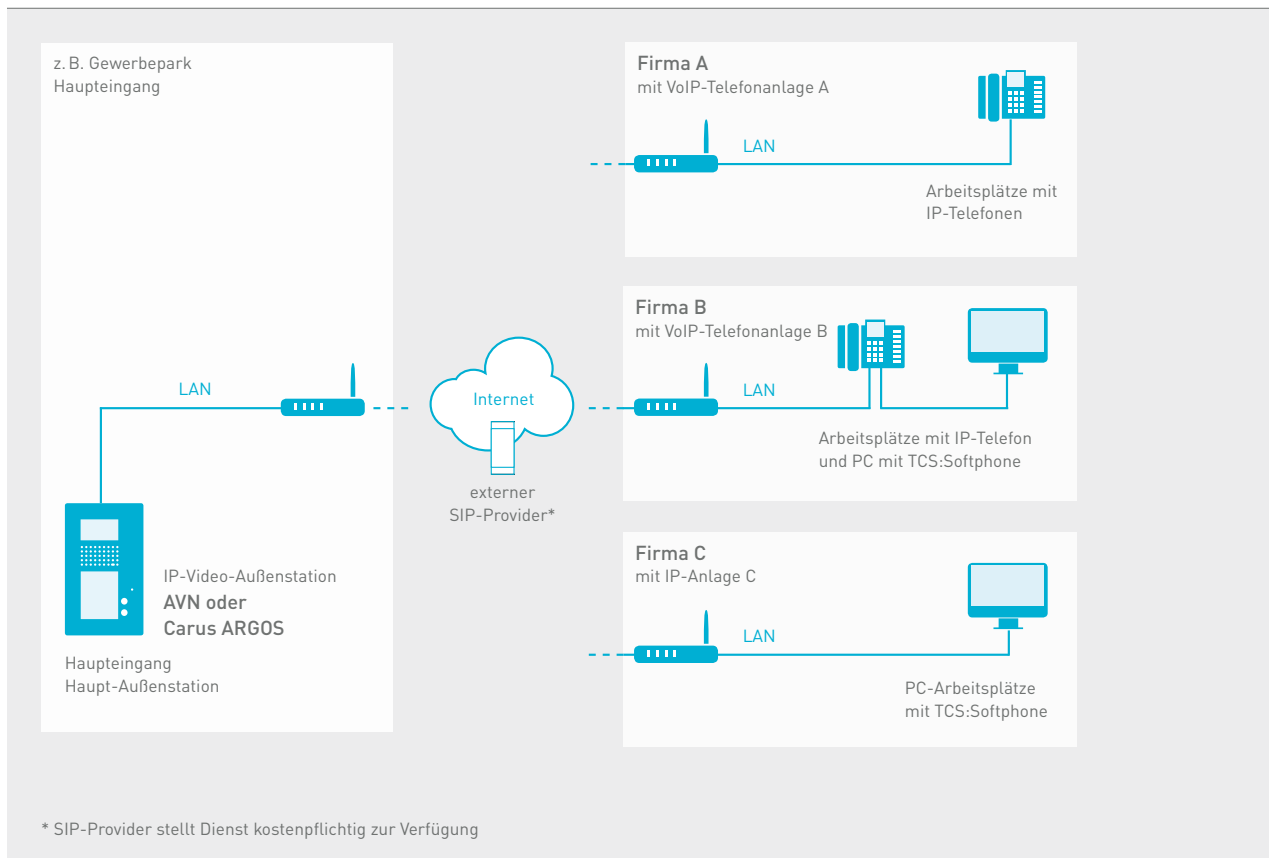 z. B. Gewerbepark
Haupteingang
LAN
IP-Video-Außenstation
AVN oder
Carus ARGOS
Haupteingang
Haupt-Außenstation
Internet
externer
SIP-Provider*
Firma A
mit VoIP-Telefonanlage A
LAN
Arbeitsplätze mit
IP-Telefonen
Firma B
mit VoIP-Telefonanlage B
LAN
Arbeitsplätze mit IP-Telefon
und PC mit TCS:Softphone
Firma C
mit IP-Anlage C
LAN
PC-Arbeitsplätze
mit TCS:Softphone
* SIP-Provider stellt Dienst kostenpflichtig zur Verfügung